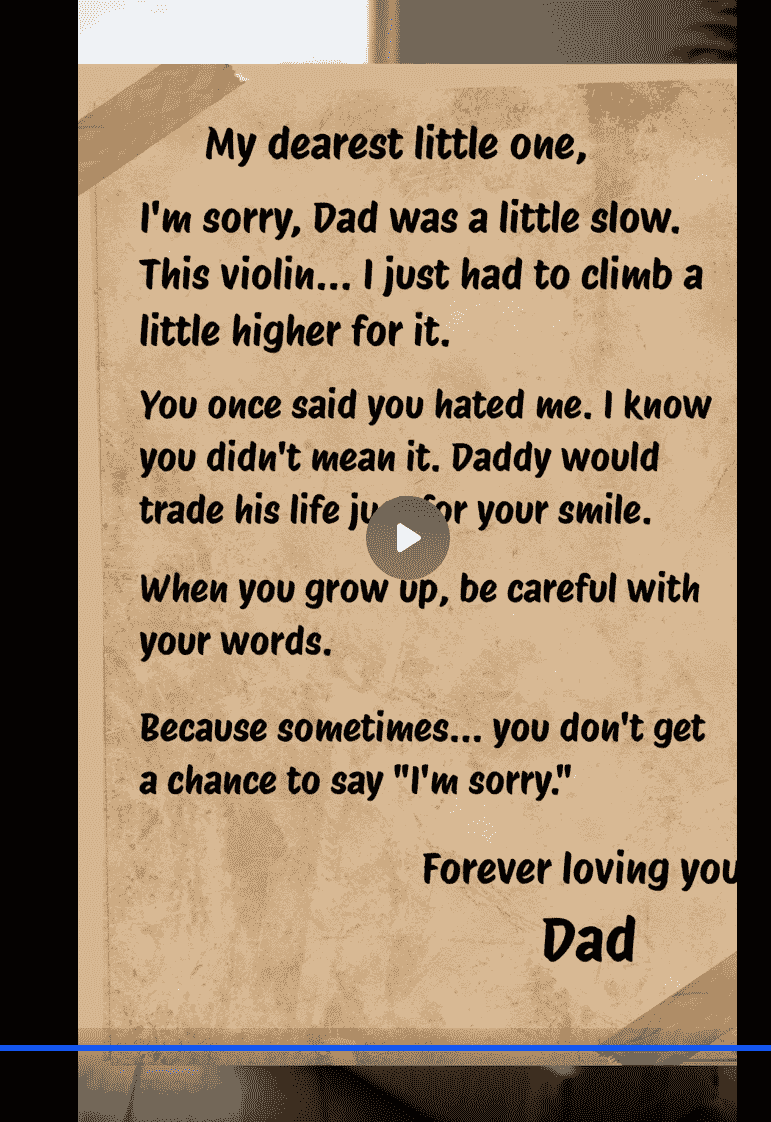 My dearest little one,
I'm sorry, Dad was a little slow.
This violin... I just had to climb a
little higher for it.
You once said you hated me. I know
you didn't mean it. Daddy would
trade his life for your smile.
When you grow up, be careful with
your words.
Because sometimes... you don't get
a chance to say "I'm sorry."
Forever loving you
Dad